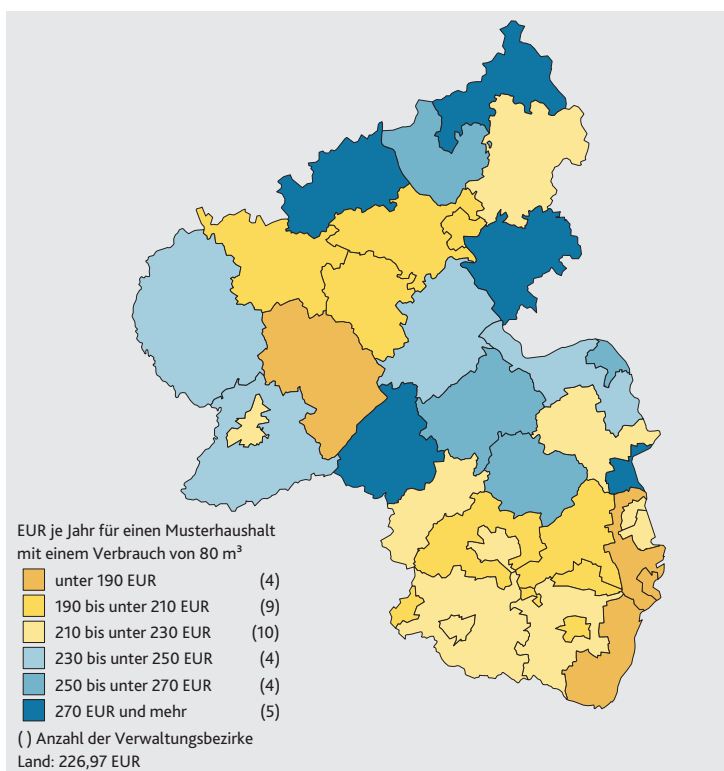 EUR je Jahr für einen Musterhaushalt
mit einem Verbrauch von 80 m³
unter 190 EUR (4)
190 bis unter 210 EUR (9)
210 bis unter 230 EUR (10)
230 bis unter 250 EUR (4)
250 bis unter 270 EUR (4)
270 EUR und mehr (5)
( ) Anzahl der Verwaltungsbezirke
Land: 226,97 EUR